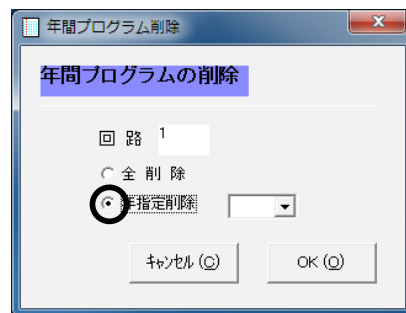 年間プログラム削除
年間プログラムの削除
回 路 1
全 削 除
年指定削除
ｷｬﾝｾﾙ (C) OK (O)